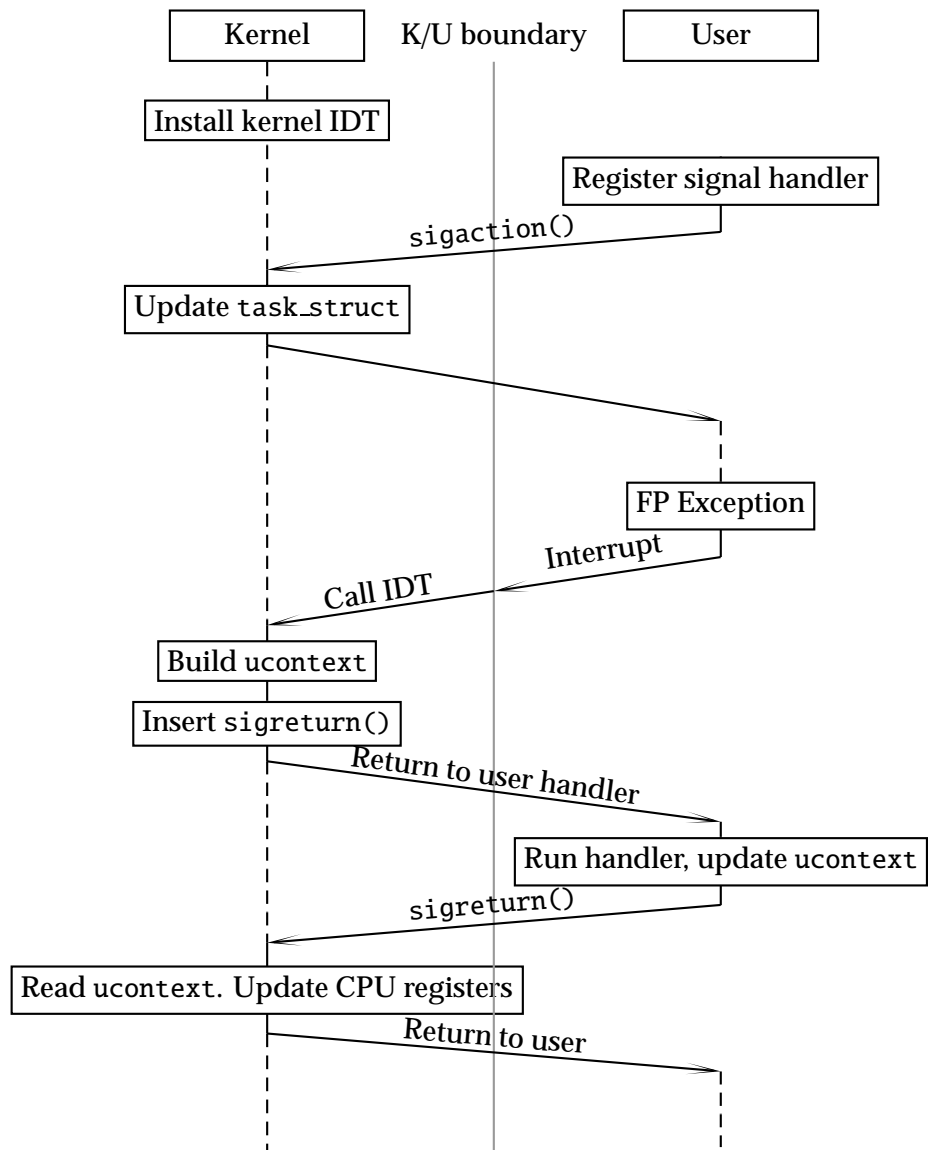 Kernel
K/U boundary
User
Install kernel IDT
Register signal handler
sigaction()
Update task_struct
FP Exception
Interrupt
Call IDT
Build ucontext
Insert sigreturn()
Return to user handler
Run handler, update ucontext
sigreturn()
Read ucontext. Update CPU registers
Return to user